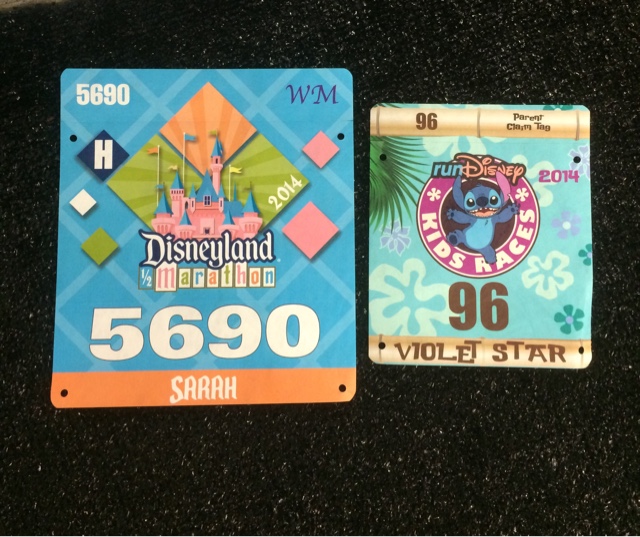 5690
WM
H
2014
Disneyland
1/2 marathon
5690
SARAH
96
Parent
Claim Tag
runDisney
2014
KIDS RACES
96
VIOLET STAR